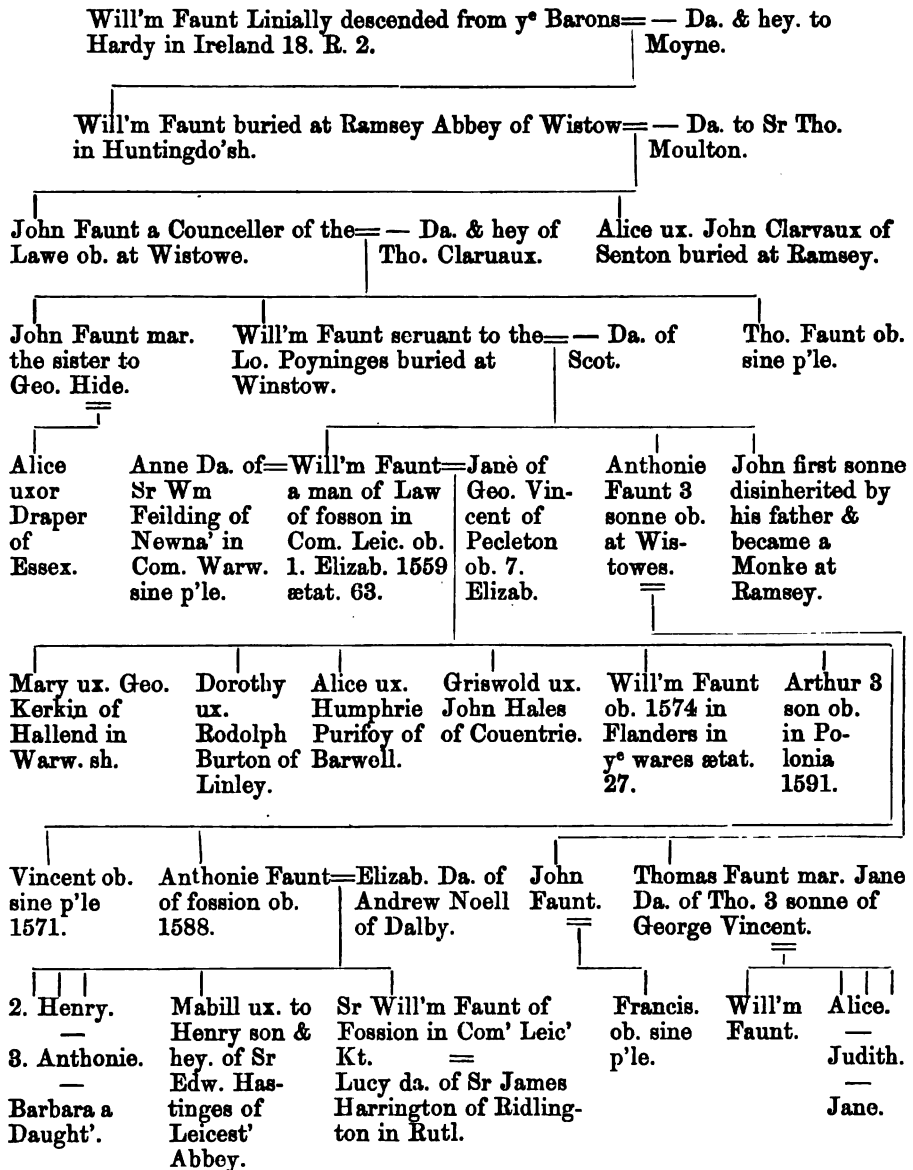 Will'm Faunt Linially descended from yᵉ Barons= — Da. & hey. to
Hardy in Ireland 18. R. 2. Moyne.
Will'm Faunt buried at Ramsey Abbey of Wistow= — Da. to Sr Tho.
in Huntingdo'sh. Moulton.
John Faunt a Counceller of the= — Da. & hey of
Lawe ob. at Wistowe. Tho. Claruaux.
Alice ux. John Clarvaux of
Senton buried at Ramsey.
John Faunt mar.
the sister to
Geo. Hide.
=
Will'm Faunt seruant to the= — Da. of
Lo. Poyninges buried at Scot.
Winstow.
Tho. Faunt ob.
sine p'le.
Alice
uxor
Draper
of
Essex.
Anne Da. of=
Sr Wm
Feilding of
Newna' in
Com. Warw.
sine p'le.
Will'm Faunt=
a man of Law
of fosson in
Com. Leic. ob.
1. Elizab. 1559
ætat. 63.
Janè of
Geo. Vin-
cent of
Pecleton
ob. 7.
Elizab.
Anthonie
Faunt 3
sonne ob.
at Wis-
towes.
=
John first sonne
disinherited by
his father &
became a
Monke at
Ramsey.
Mary ux. Geo.
Kerkin of
Hallend in
Warw. sh.
Dorothy
ux.
Rodolph
Burton of
Linley.
Alice ux.
Humphrie
Purifoy of
Barwell.
Griswold ux.
John Hales
of Couentrie.
Will'm Faunt
ob. 1574 in
Flanders in
yᵉ wares ætat.
27.
Arthur 3
son ob.
in Po-
lonia
1591.
Vincent ob.
sine p'le
1571.
Anthonie Faunt=
of fossion ob.
1588.
Elizab. Da. of
Andrew Noell
of Dalby.
John
Faunt.
=
Thomas Faunt mar. Jane
Da. of Tho. 3 sonne of
George Vincent.
=
2. Henry.
—
3. Anthonie.
—
Barbara a
Daught'.
Mabill ux. to
Henry son &
hey. of Sr
Edw. Has-
tinges of
Leicest'
Abbey.
Sr Will'm Faunt of
Fossion in Com' Leic'
Kt. =
Lucy da. of Sr James
Harrington of Ridling-
ton in Rutl.
Francis.
ob. sine
p'le.
Will'm
Faunt.
Alice.
—
Judith.
—
Jane.